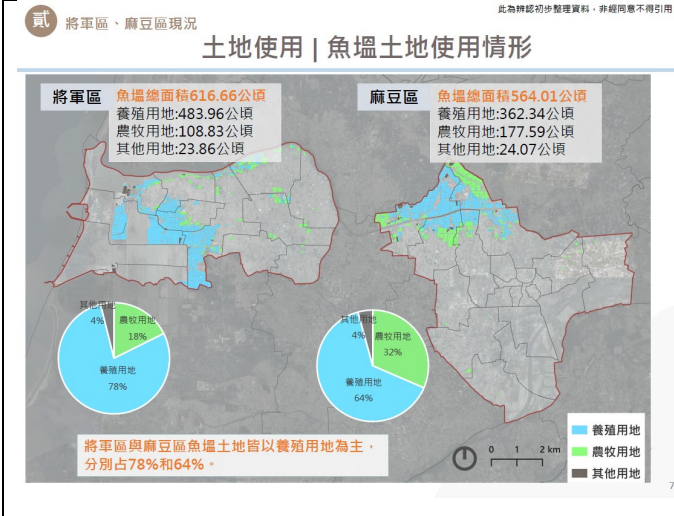 此為辨認初步整理資料，非經同意不得引用
貳 將軍區、麻豆區現況
土地使用 | 魚塭土地使用情形
將軍區 魚塭總面積616.66公頃
養殖用地:483.96公頃
農牧用地:108.83公頃
其他用地:23.86公頃
麻豆區 魚塭總面積564.01公頃
養殖用地:362.34公頃
農牧用地:177.59公頃
其他用地:24.07公頃
其他用地
4%
農牧用地
18%
養殖用地
78%
其他用地
4%
農牧用地
32%
養殖用地
64%
將軍區與麻豆區魚塭土地皆以養殖用地為主，
分別占78%和64%。
0 1 2 km
養殖用地
農牧用地
其他用地
7